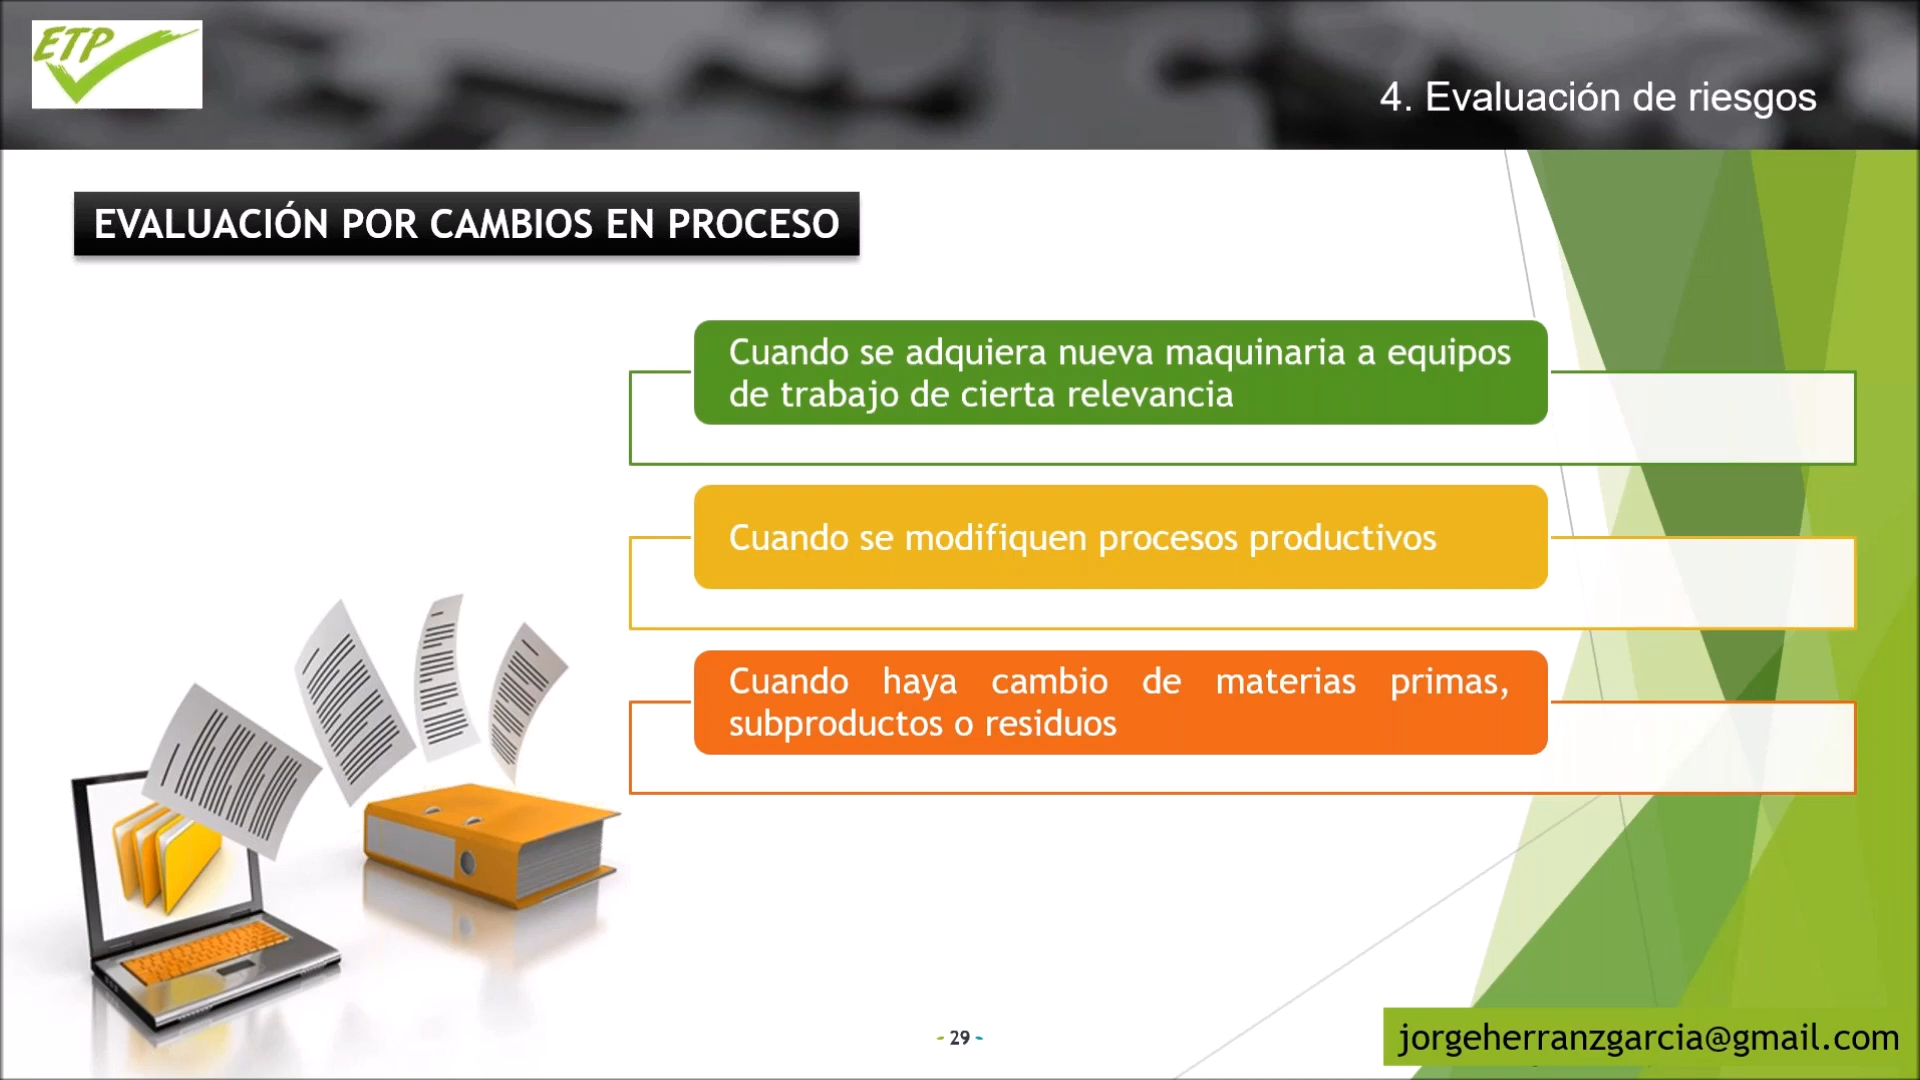 ETP
4. Evaluación de riesgos
EVALUACIÓN POR CAMBIOS EN PROCESO
Cuando se adquiera nueva maquinaria a equipos
de trabajo de cierta relevancia
Cuando se modifiquen procesos productivos
Cuando haya cambio de materias primas,
subproductos o residuos
- 29 -
jorgeherranzgarcia@gmail.com